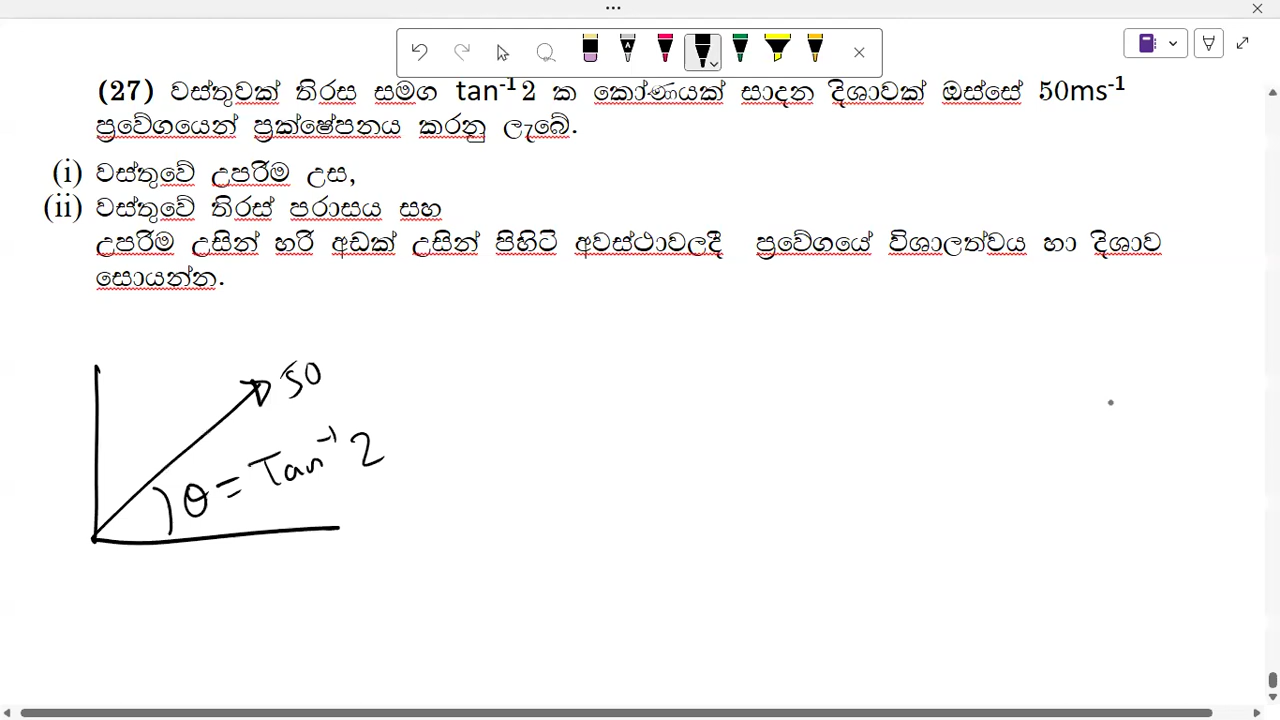 (27) වස්තුවක් තිරස සමග tan⁻¹ 2 ක කෝණයක් සාදන දිශාවක් ඔස්සේ 50ms⁻¹
ප්‍රවේගයෙන් ප්‍රක්ෂේපනය කරනු ලැබේ.
(i) වස්තුවේ උපරිම උස,
(ii) වස්තුවේ තිරස් පරාසය සහ
උපරිම උසින් හරි අඩක් උසින් පිහිටි අවස්ථාවලදී ප්‍රවේගයේ විශාලත්වය හා දිශාව
සොයන්න.
50
θ = Tan⁻¹ 2